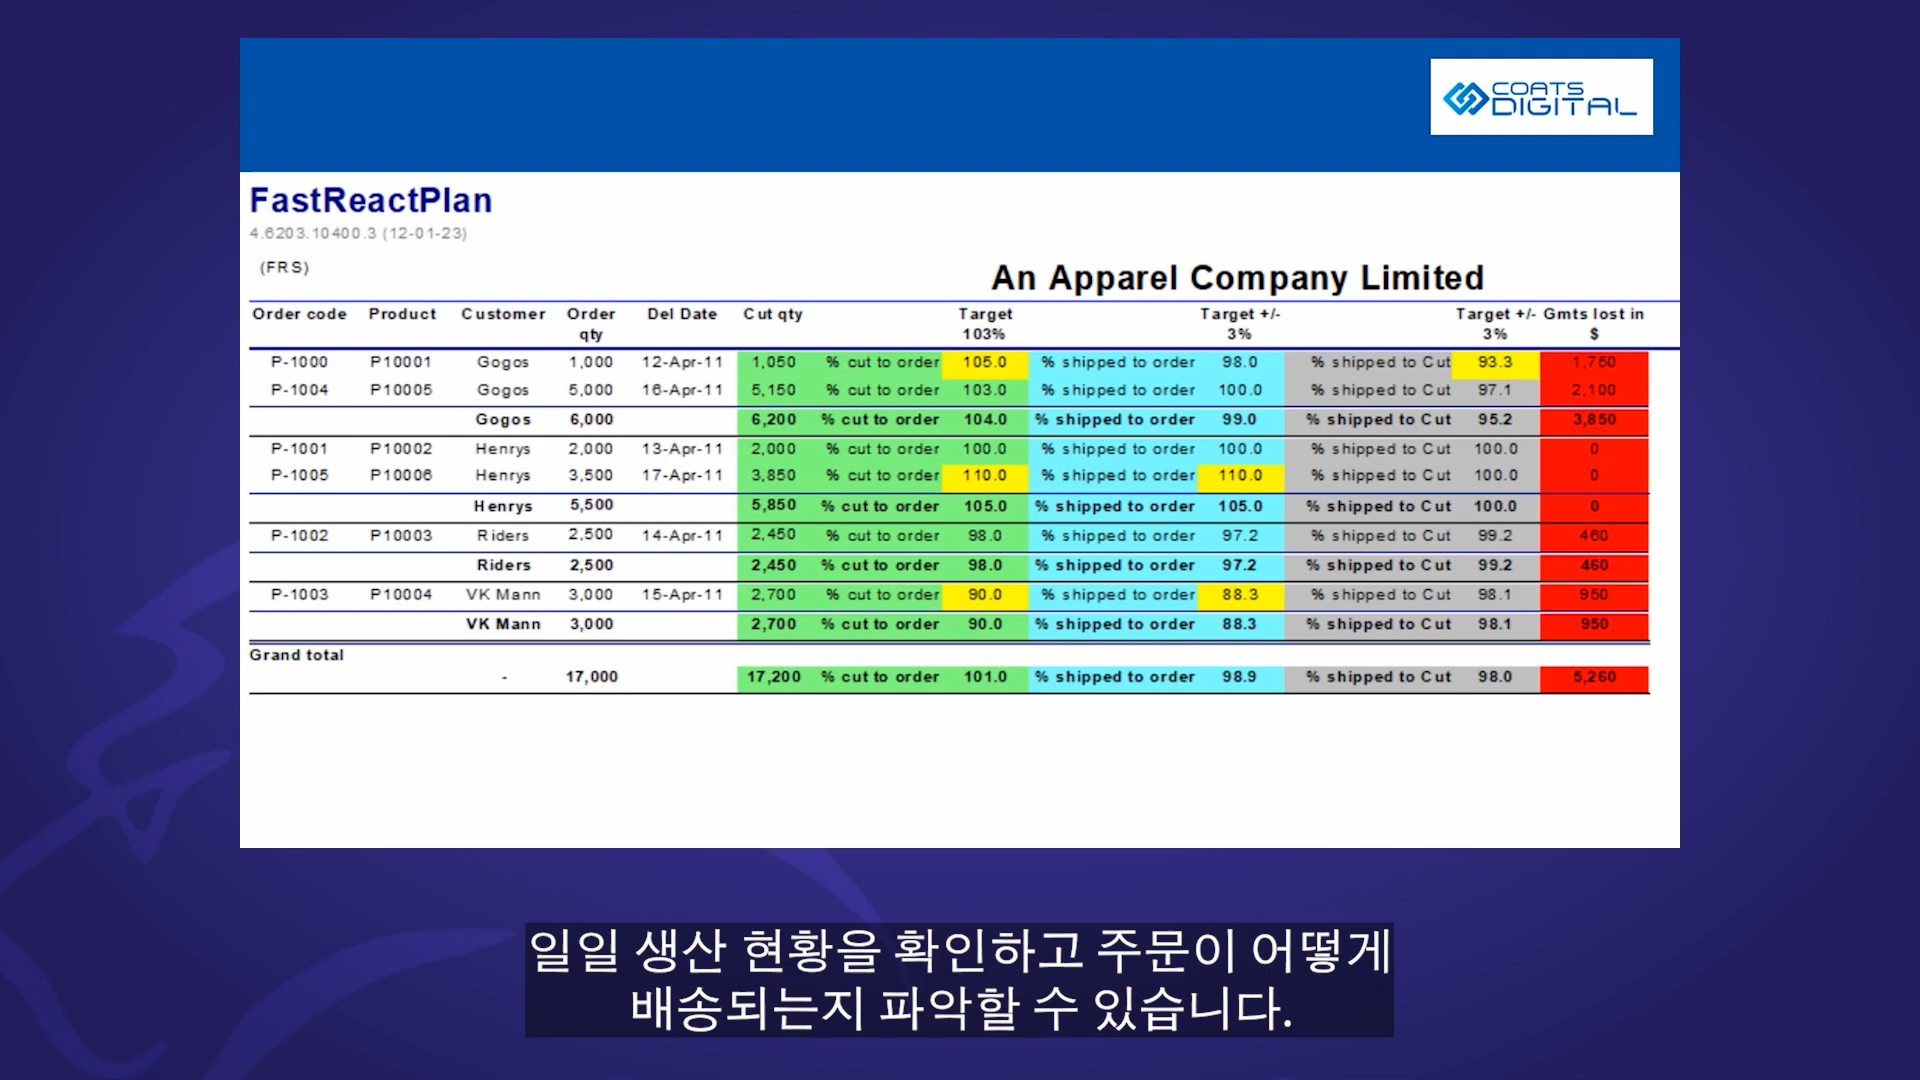 COATS
DIGITAL
FastReactPlan
4.6203.10400.3 (12-01-23)
(FRS)
An Apparel Company Limited
Order code Product Customer Order qty Del Date Cut qty Target 103% Target +/- 3% Target +/- 3% Gmts lost in $
P-1000 P10001 Gogos 1,000 12-Apr-11 1,050 % cut to order 105.0 % shipped to order 98.0 % shipped to Cut 93.3 1,750
P-1004 P10005 Gogos 5,000 16-Apr-11 5,150 % cut to order 103.0 % shipped to order 100.0 % shipped to Cut 97.1 2,100
Gogos 6,000 6,200 % cut to order 104.0 % shipped to order 99.0 % shipped to Cut 95.2 3,850
P-1001 P10002 Henrys 2,000 13-Apr-11 2,000 % cut to order 100.0 % shipped to order 100.0 % shipped to Cut 100.0 0
P-1005 P10006 Henrys 3,500 17-Apr-11 3,850 % cut to order 110.0 % shipped to order 110.0 % shipped to Cut 100.0 0
Henrys 5,500 5,850 % cut to order 105.0 % shipped to order 105.0 % shipped to Cut 100.0 0
P-1002 P10003 Riders 2,500 14-Apr-11 2,450 % cut to order 98.0 % shipped to order 97.2 % shipped to Cut 99.2 460
Riders 2,500 2,450 % cut to order 98.0 % shipped to order 97.2 % shipped to Cut 99.2 460
P-1003 P10004 VK Mann 3,000 15-Apr-11 2,700 % cut to order 90.0 % shipped to order 88.3 % shipped to Cut 98.1 950
VK Mann 3,000 2,700 % cut to order 90.0 % shipped to order 88.3 % shipped to Cut 98.1 950
Grand total
- 17,000 17,200 % cut to order 101.0 % shipped to order 98.9 % shipped to Cut 98.0 5,260
일일 생산 현황을 확인하고 주문이 어떻게
배송되는지 파악할 수 있습니다.